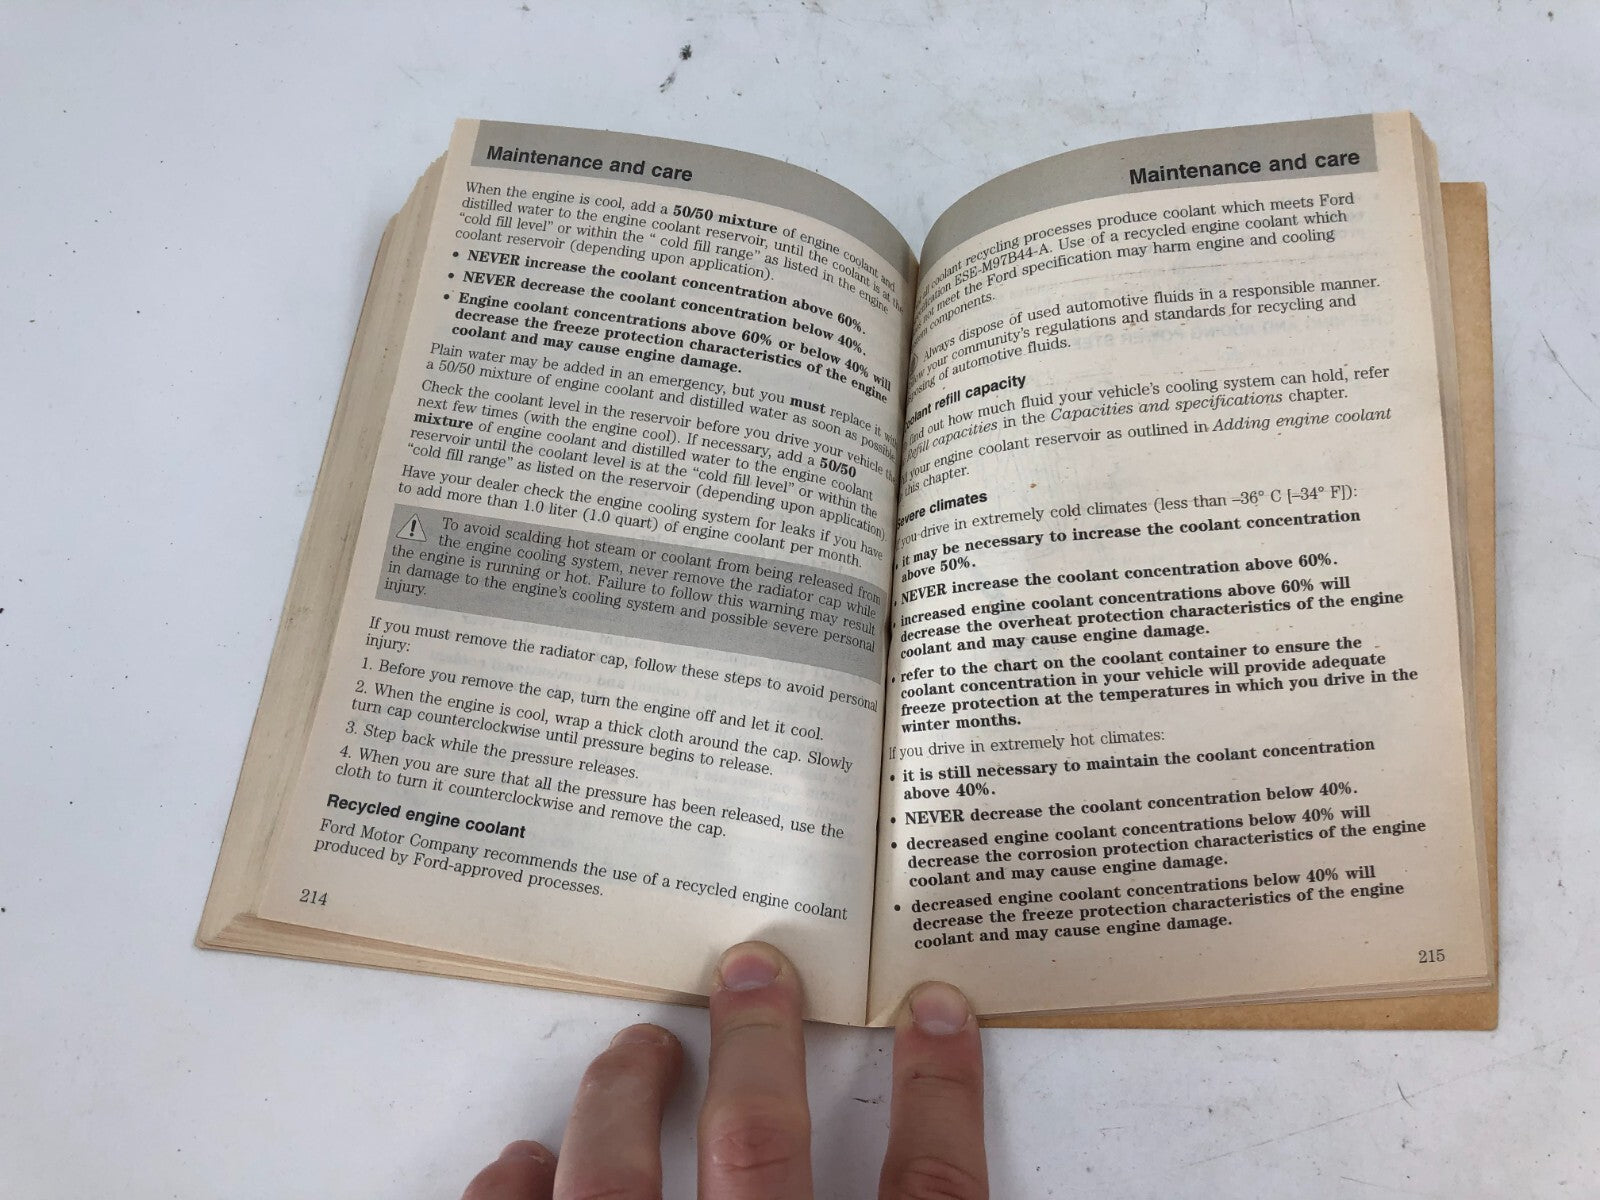 Maintenance and care
When the engine is cool, add a 50/50 mixture of engine coolant and
distilled water to the engine coolant reservoir, until the coolant is at the
“cold fill level” or within the “ cold fill range” as listed in the engine
coolant reservoir (depending upon application).
• NEVER increase the coolant concentration above 60%.
• NEVER decrease the coolant concentration below 40%.
• Engine coolant concentrations above 60% or below 40% will
decrease the freeze protection characteristics of the engine
coolant and may cause engine damage.
Plain water may be added in an emergency, but you must replace it with
a 50/50 mixture of engine coolant and distilled water as soon as possible.
Check the coolant level in the reservoir before you drive your vehicle the
next few times (with the engine cool). If necessary, add a 50/50
mixture of engine coolant and distilled water to the engine coolant
reservoir until the coolant level is at the “cold fill level” or within the
“cold fill range” as listed on the reservoir (depending upon application).
Have your dealer check the engine cooling system for leaks if you have
to add more than 1.0 liter (1.0 quart) of engine coolant per month.
To avoid scalding hot steam or coolant from being released from
the engine cooling system, never remove the radiator cap while
the engine is running or hot. Failure to follow this warning may result
in damage to the engine’s cooling system and possible severe personal
injury.
If you must remove the radiator cap, follow these steps to avoid personal
injury:
1. Before you remove the cap, turn the engine off and let it cool.
2. When the engine is cool, wrap a thick cloth around the cap. Slowly
turn cap counterclockwise until pressure begins to release.
3. Step back while the pressure releases.
4. When you are sure that all the pressure has been released, use the
cloth to turn it counterclockwise and remove the cap.
Recycled engine coolant
Ford Motor Company recommends the use of a recycled engine coolant
produced by Ford-approved processes.
214
Maintenance and care
all coolant recycling processes produce coolant which meets Ford
ESE-M97B44-A. Use of a recycled engine coolant which
not meet the Ford specification may harm engine and cooling
components.
Always dispose of used automotive fluids in a responsible manner.
your community’s regulations and standards for recycling and
of automotive fluids.
refill capacity
find out how much fluid your vehicle’s cooling system can hold, refer
Refill capacities in the Capacities and specifications chapter.
your engine coolant reservoir as outlined in Adding engine coolant
this chapter.
Severe climates
If you drive in extremely cold climates (less than –36° C [–34° F]):
• it may be necessary to increase the coolant concentration
above 50%.
• NEVER increase the coolant concentration above 60%.
• increased engine coolant concentrations above 60% will
decrease the overheat protection characteristics of the engine
coolant and may cause engine damage.
• refer to the chart on the coolant container to ensure the
coolant concentration in your vehicle will provide adequate
freeze protection at the temperatures in which you drive in the
winter months.
If you drive in extremely hot climates:
• it is still necessary to maintain the coolant concentration
above 40%.
• NEVER decrease the coolant concentration below 40%.
• decreased engine coolant concentrations below 40% will
decrease the corrosion protection characteristics of the engine
coolant and may cause engine damage.
• decreased engine coolant concentrations below 40% will
decrease the freeze protection characteristics of the engine
coolant and may cause engine damage.
215